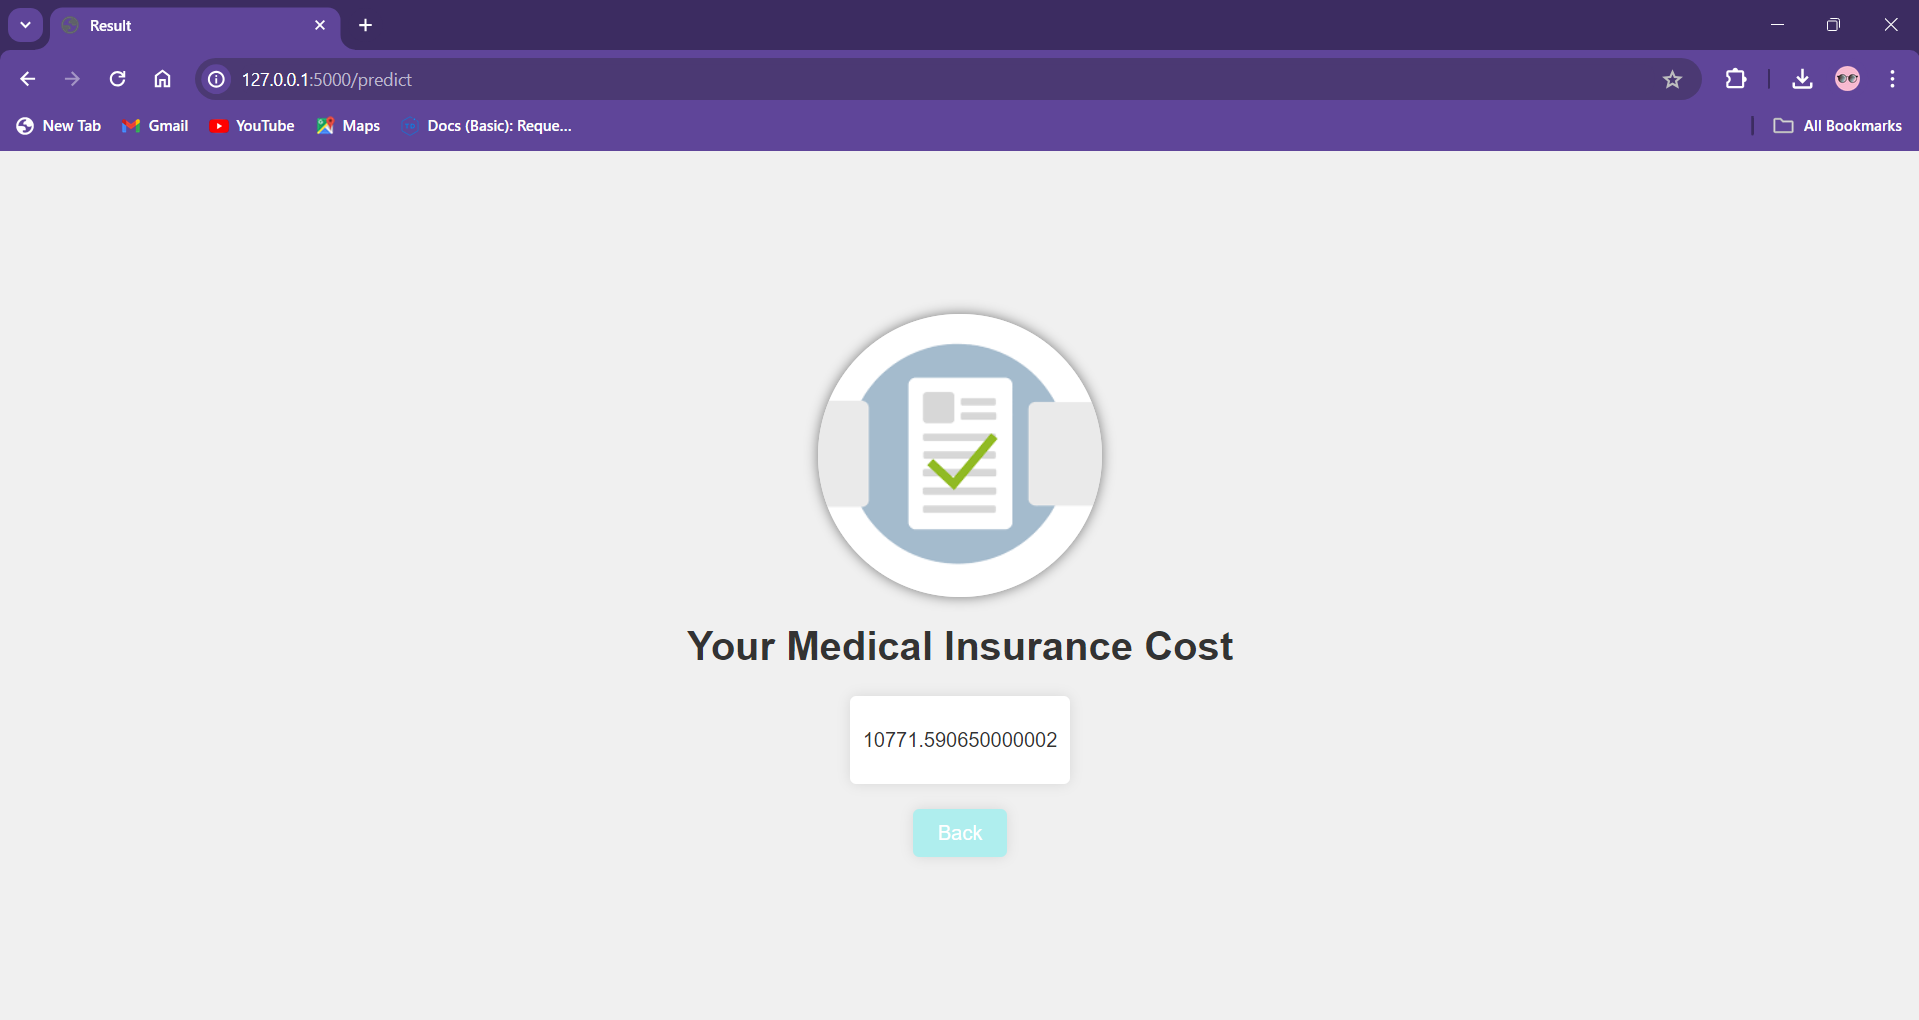 Result
127.0.0.1:5000/predict
New Tab
Gmail
YouTube
Maps
Docs (Basic): Reque...
All Bookmarks
Your Medical Insurance Cost
10771.590650000002
Back